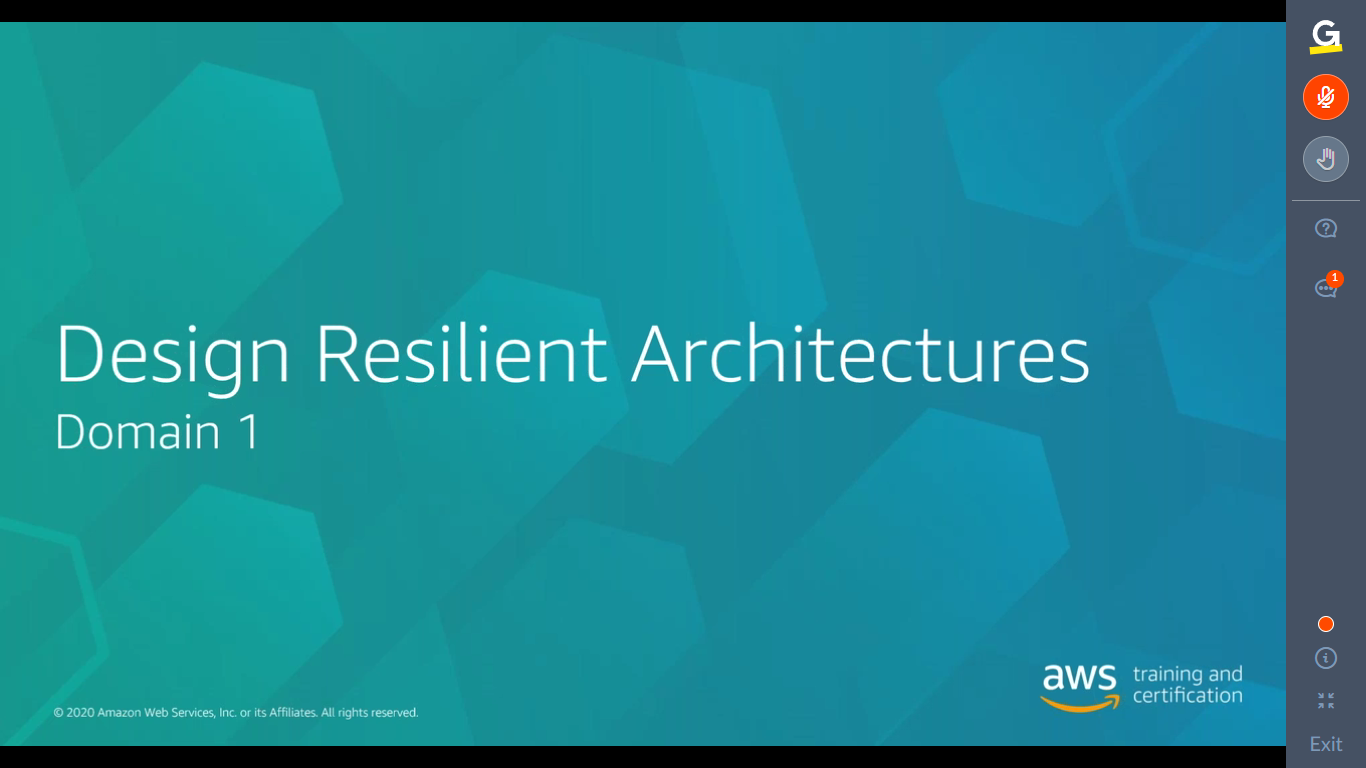 Design Resilient Architectures
Domain 1
© 2020 Amazon Web Services, Inc. or its Affiliates. All rights reserved.
aws training and
certification
G
?
1
i
Exit